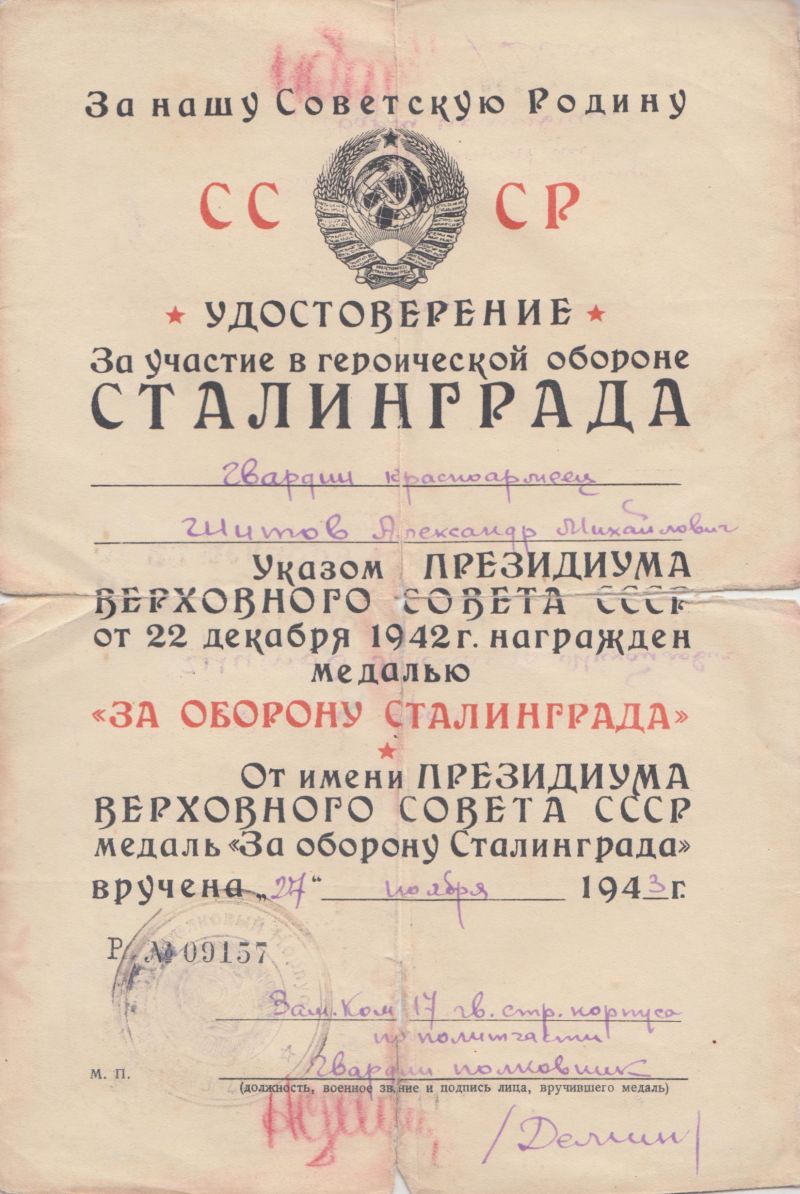 За нашу Советскую Родину
СС СР
УДОСТОВЕРЕНИЕ
За участие в героической обороне
СТАЛИНГРАДА
Гвардии красноармеец
Шитов Александр Михайлович
Указом ПРЕЗИДИУМА
ВЕРХОВНОГО СОВЕТА СССР
от 22 декабря 1942 г. награжден
медалью
«ЗА ОБОРОНУ СТАЛИНГРАДА»
От имени ПРЕЗИДИУМА
ВЕРХОВНОГО СОВЕТА СССР
медаль «За оборону Сталинграда»
вручена „27“ ноября 1943 г.
Р № 09157
Зам. Ком 17 гв. стр. корпуса
по политчасти
Гвардии полковник
м. п.
(должность, военное звание и подпись лица, вручившего медаль)